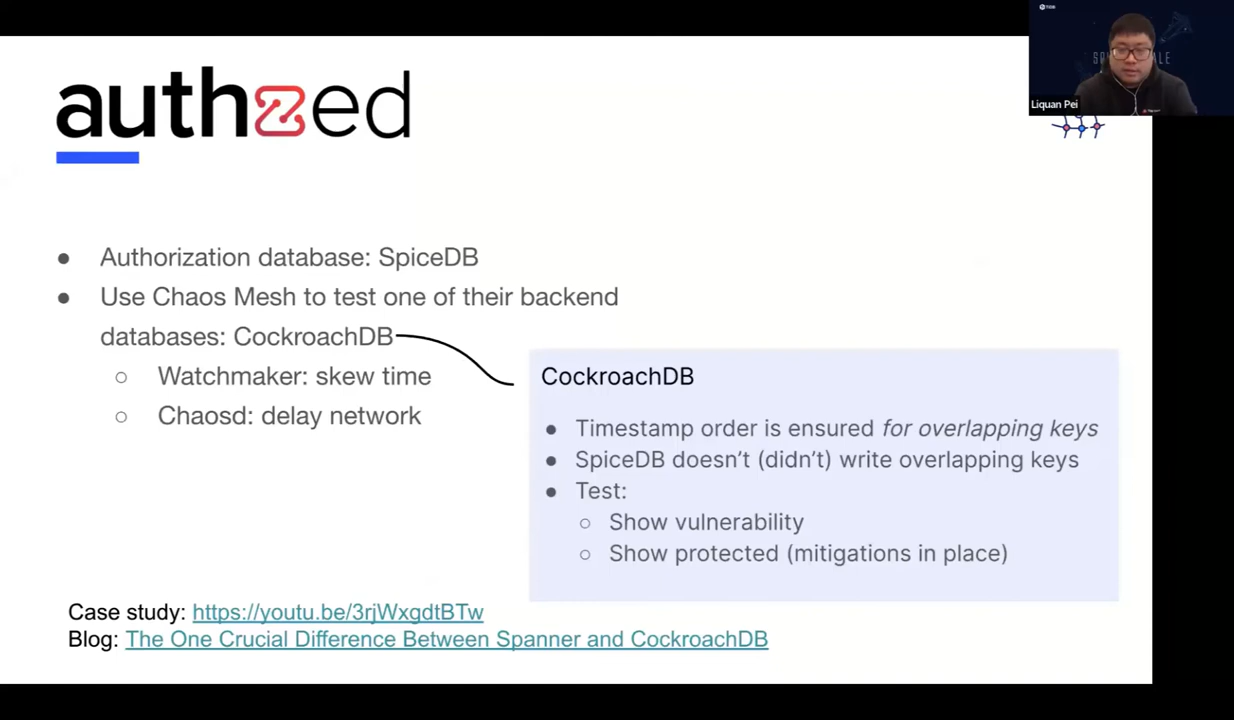 authzed
Liquan Pei
● Authorization database: SpiceDB
● Use Chaos Mesh to test one of their backend
databases: CockroachDB
○ Watchmaker: skew time
○ Chaosd: delay network
CockroachDB
● Timestamp order is ensured for overlapping keys
● SpiceDB doesn’t (didn’t) write overlapping keys
● Test:
○ Show vulnerability
○ Show protected (mitigations in place)
Case study: https://youtu.be/3rjWxgdtBTw
Blog: The One Crucial Difference Between Spanner and CockroachDB